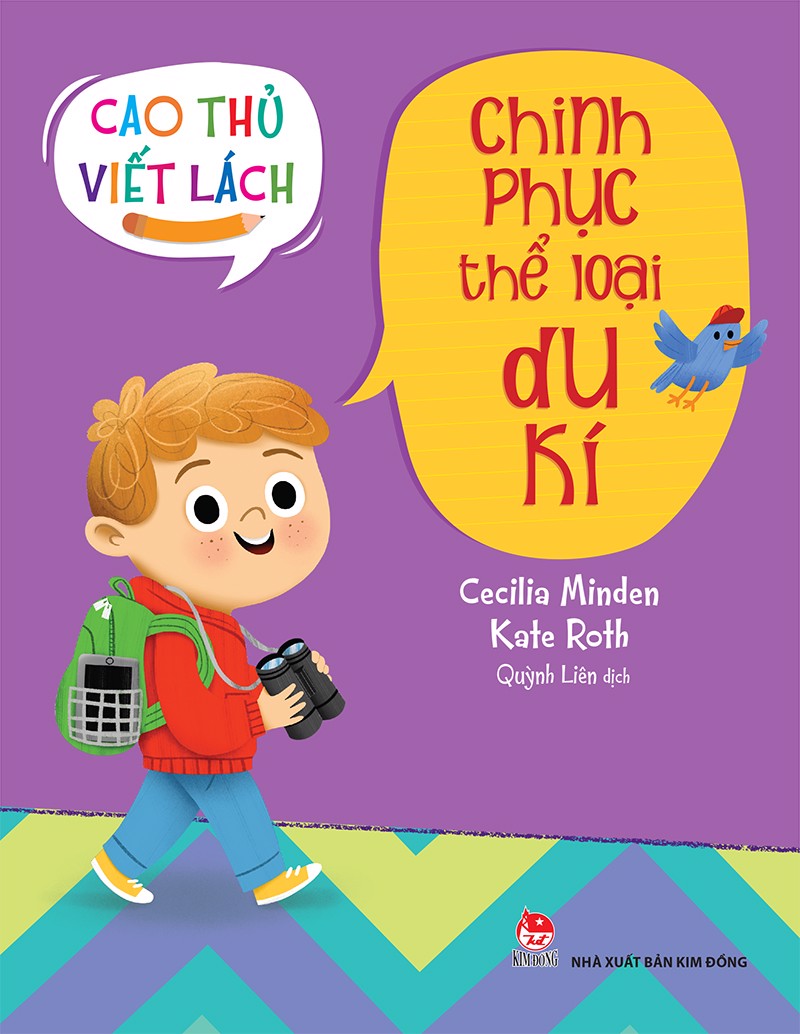 CAO THỦ
VIẾT LÁCH
Chinh
phục
thể loại
du
kí
Cecilia Minden
Kate Roth
Quỳnh Liên dịch
KIM ĐỒNG
NHÀ XUẤT BẢN KIM ĐỒNG